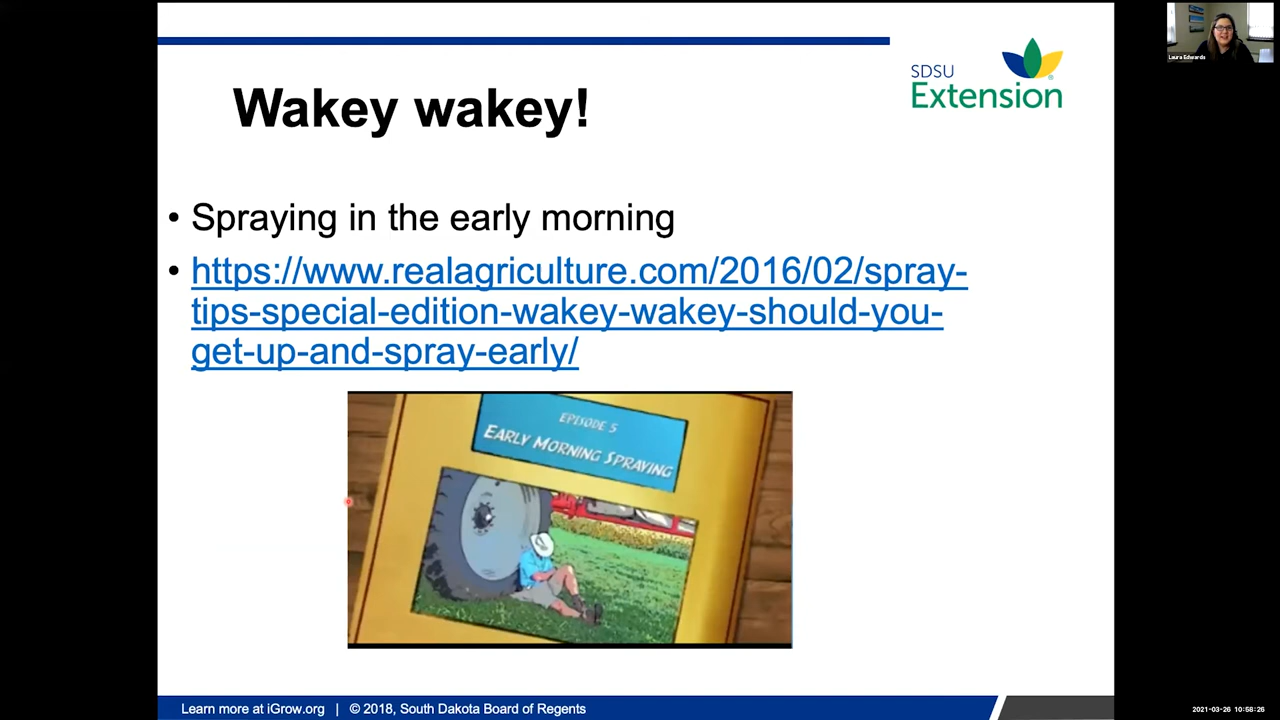 Wakey wakey!
SDSU
Extension
Laura Edwards
• Spraying in the early morning
• https://www.realagriculture.com/2016/02/spray-
tips-special-edition-wakey-wakey-should-you-
get-up-and-spray-early/
EPISODE 5
EARLY MORNING SPRAYING
Learn more at iGrow.org | © 2018, South Dakota Board of Regents
2021-03-26 10:58:26